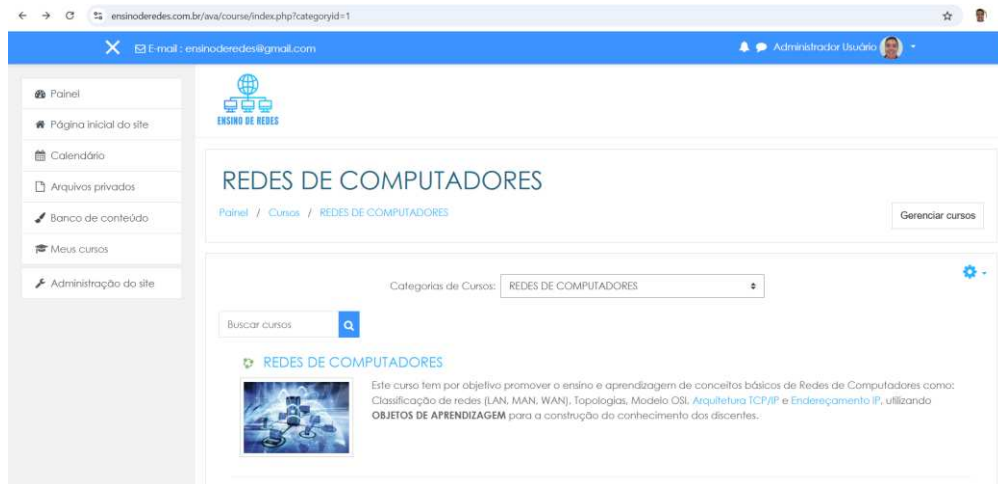 ensinoderedes.com.br/ava/course/index.php?categoryid=1
E-mail : ensinoderedes@gmail.com
Administrador Usuário
Painel
Página inicial do site
Calendário
Arquivos privados
Banco de conteúdo
Meus cursos
Administração do site
ENSINO DE REDES
REDES DE COMPUTADORES
Painel / Cursos / REDES DE COMPUTADORES
Gerenciar cursos
Categorias de Cursos: REDES DE COMPUTADORES
Buscar cursos
REDES DE COMPUTADORES
Este curso tem por objetivo promover o ensino e aprendizagem de conceitos básicos de Redes de Computadores como:
Classificação de redes (LAN, MAN, WAN), Topologias, Modelo OSI, Arquitetura TCP/IP e Endereçamento IP, utilizando
OBJETOS DE APRENDIZAGEM para a construção do conhecimento dos discentes.